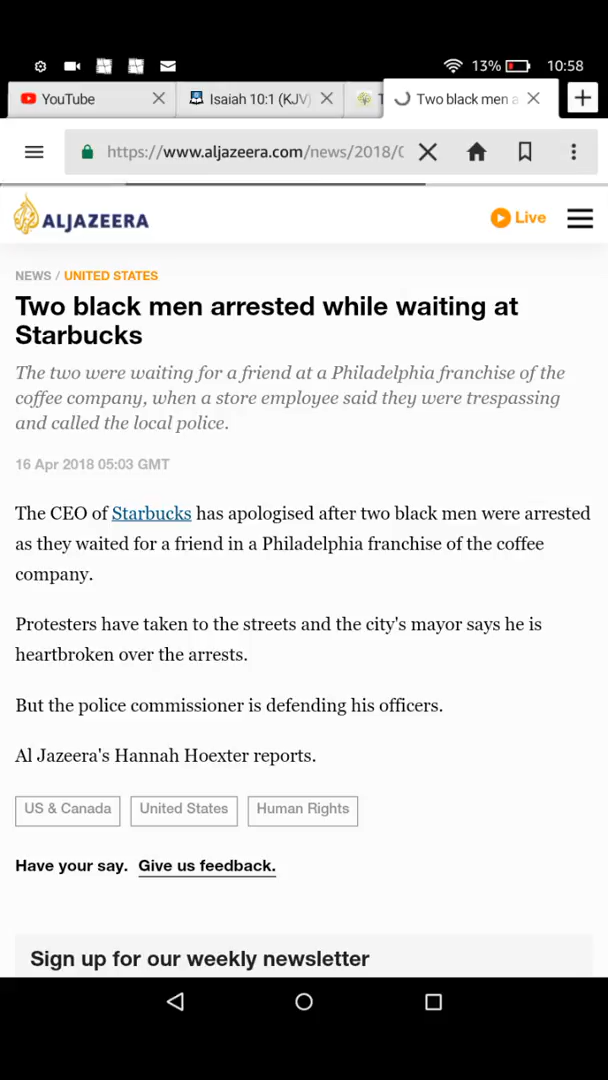 13% 10:58
YouTube Isaiah 10:1 (KJV) T Two black men a
https://www.aljazeera.com/news/2018/0
ALJAZEERA Live
NEWS / UNITED STATES
Two black men arrested while waiting at
Starbucks
The two were waiting for a friend at a Philadelphia franchise of the
coffee company, when a store employee said they were trespassing
and called the local police.
16 Apr 2018 05:03 GMT
The CEO of Starbucks has apologised after two black men were arrested
as they waited for a friend in a Philadelphia franchise of the coffee
company.
Protesters have taken to the streets and the city's mayor says he is
heartbroken over the arrests.
But the police commissioner is defending his officers.
Al Jazeera's Hannah Hoexter reports.
US & Canada United States Human Rights
Have your say. Give us feedback.
Sign up for our weekly newsletter